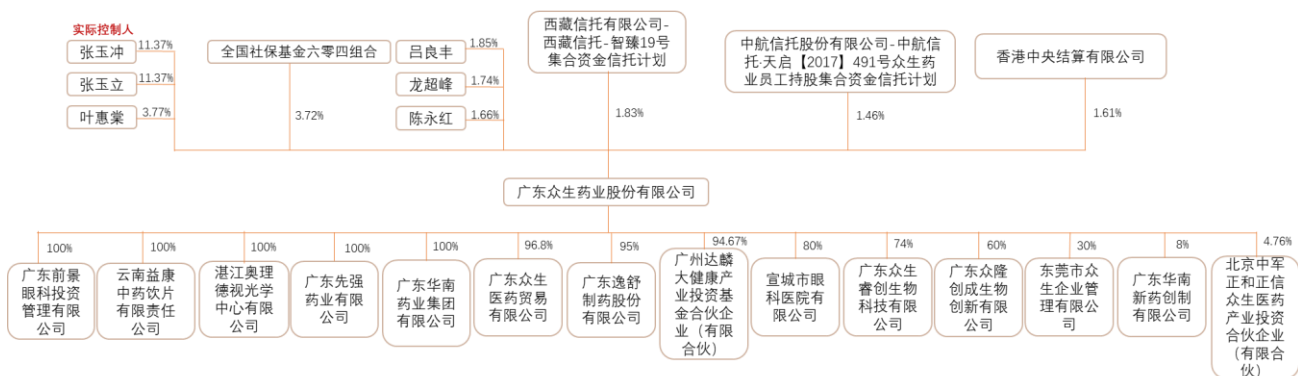 实际控制人
张玉冲
11.37%
张玉立
11.37%
叶惠棠
3.77%
全国社保基金六零四组合
3.72%
吕良丰
1.85%
龙超峰
1.74%
陈永红
1.66%
西藏信托有限公司-
西藏信托-智臻19号
集合资金信托计划
1.83%
中航信托股份有限公司-中航信
托·天启【2017】491号众生药
业员工持股集合资金信托计划
1.46%
香港中央结算有限公司
1.61%
广东众生药业股份有限公司
100%
广东前景
眼科投资
管理有限
公司
100%
云南益康
中药饮片
有限责任
公司
100%
湛江奥理
德视光学
中心有限
公司
100%
广东先强
药业有限
公司
100%
广东华南
药业集团
有限公司
96.8%
广东众生
医药贸易
有限公司
95%
广东逸舒
制药股份
有限公司
94.67%
广州达麟
大健康产
业投资基
金合伙企
业（有限
合伙）
80%
宣城市眼
科医院有
限公司
74%
广东众生
睿创生物
科技有限
公司
60%
广东众隆
创成生物
创新有限
公司
30%
东莞市众
生企业管
理有限公
司
8%
广东华南
新药创制
有限公司
4.76%
北京中军
正和正信
众生医药
产业投资
合伙企业
（有限合
伙）